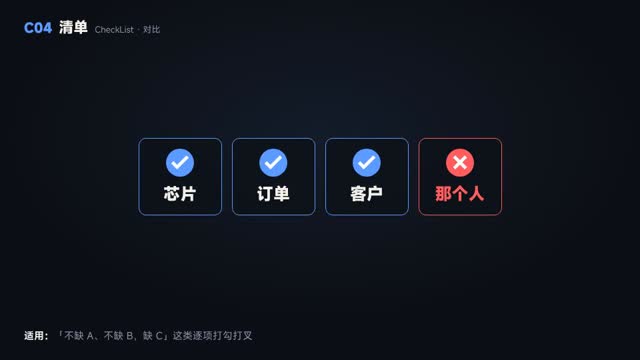 C04 清单 CheckList · 对比
芯片 订单 客户 那个人
适用：「不缺 A、不缺 B，缺 C」这类逐项打勾打叉